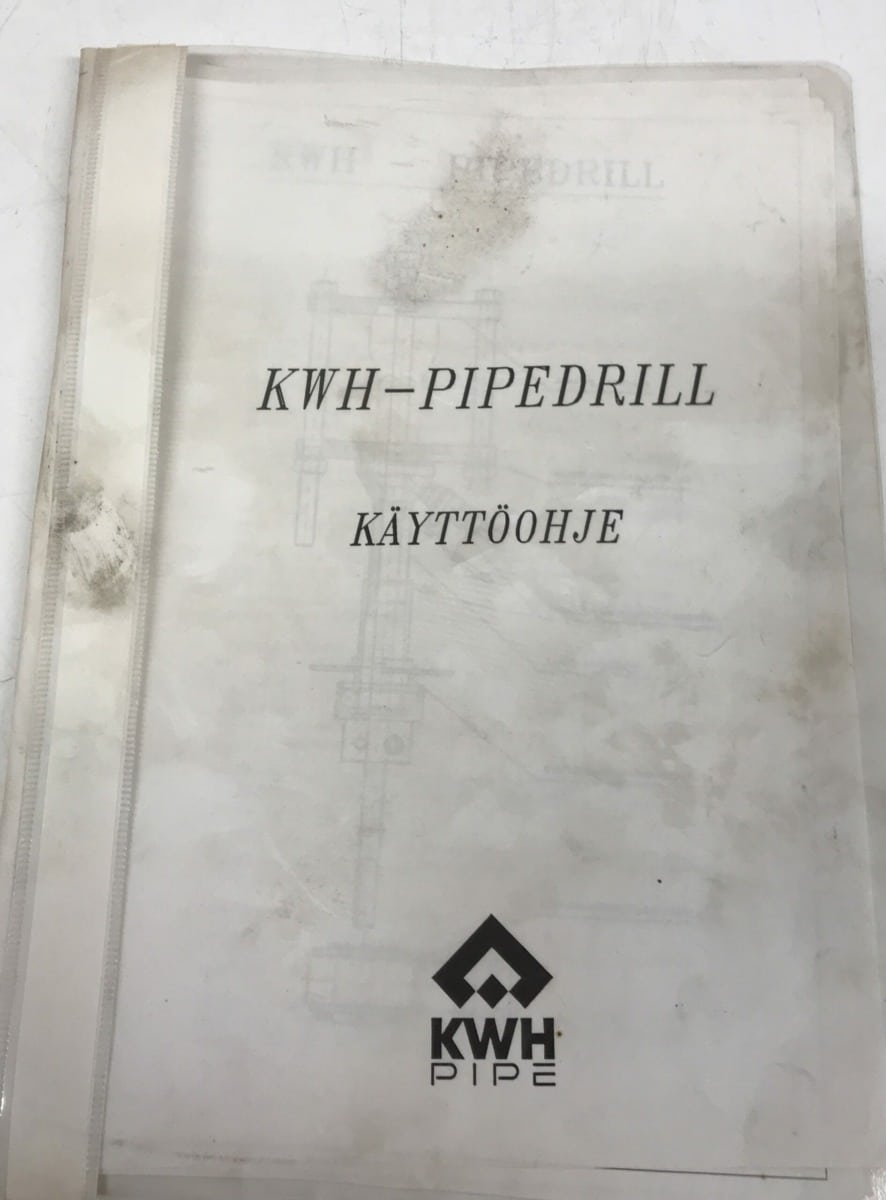 KWH - PIPEDRILL
KWH-PIPEDRILL
KÄYTTÖOHJE
KWH
PIPE